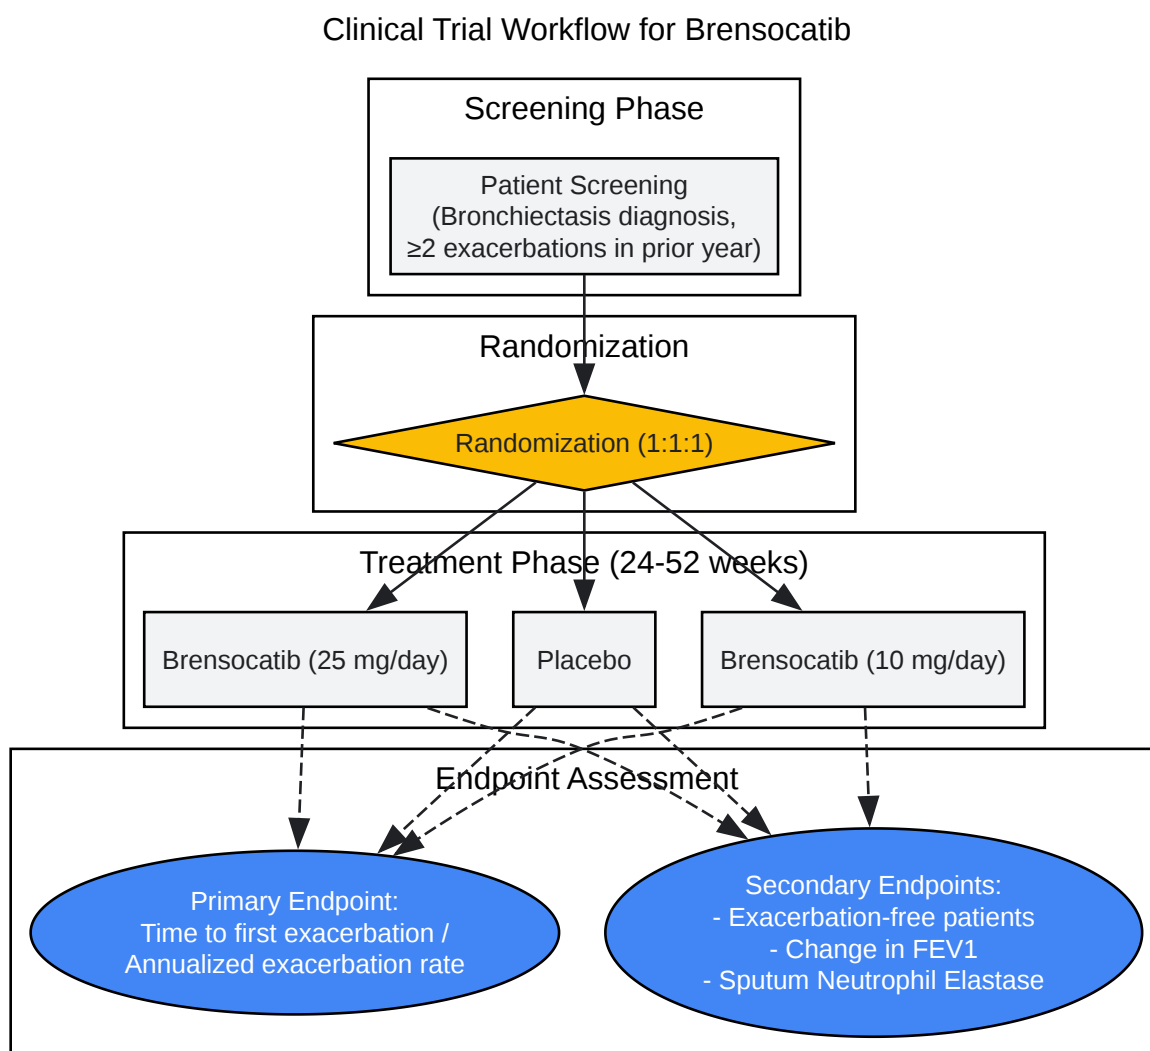 Clinical Trial Workflow for Brensocatib
Screening Phase
Patient Screening
(Bronchiectasis diagnosis,
≥2 exacerbations in prior year)
Randomization
Randomization (1:1:1)
Treatment Phase (24-52 weeks)
Brensocatib (25 mg/day)
Placebo
Brensocatib (10 mg/day)
Endpoint Assessment
Primary Endpoint:
Time to first exacerbation /
Annualized exacerbation rate
Secondary Endpoints:
- Exacerbation-free patients
- Change in FEV1
- Sputum Neutrophil Elastase